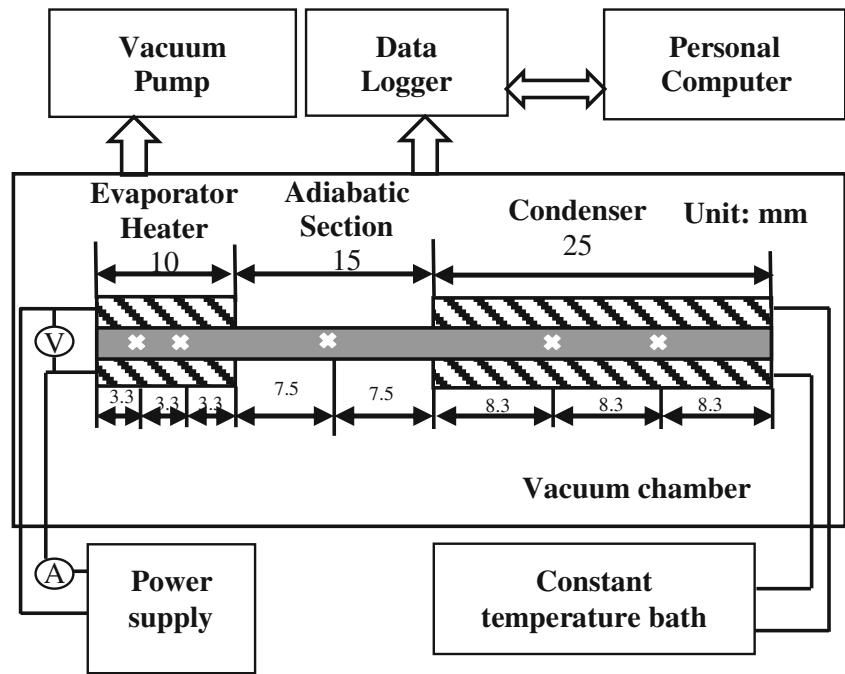 Vacuum
Pump
Data
Logger
Personal
Computer
Evaporator
Heater
10
Adiabatic
Section
15
Condenser
25
Unit: mm
V
3.3
3.3
3.3
7.5
7.5
8.3
8.3
8.3
Vacuum chamber
A
Power
supply
Constant
temperature bath